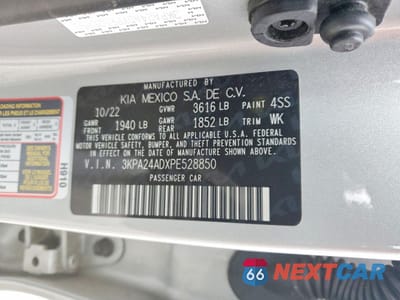 MANUFACTURED BY
KIA MEXICO S.A. DE C.V.
10/22 GVWR 3616 LB PAINT 4SS
GAWR FRONT 1940 LB GAWR REAR 1852 LB TRIM WK
THIS VEHICLE CONFORMS TO ALL APPLICABLE
U.S. FEDERAL MOTOR VEHICLE SAFETY,
BUMPER, AND THEFT PREVENTION STANDARDS
IN EFFECT ON THE DATE OF MANUFACTURE
SHOWN ABOVE.
V.I.N. 3KPA24ADXPE528850
PASSENGER CAR
H910
66 NEXTCAR